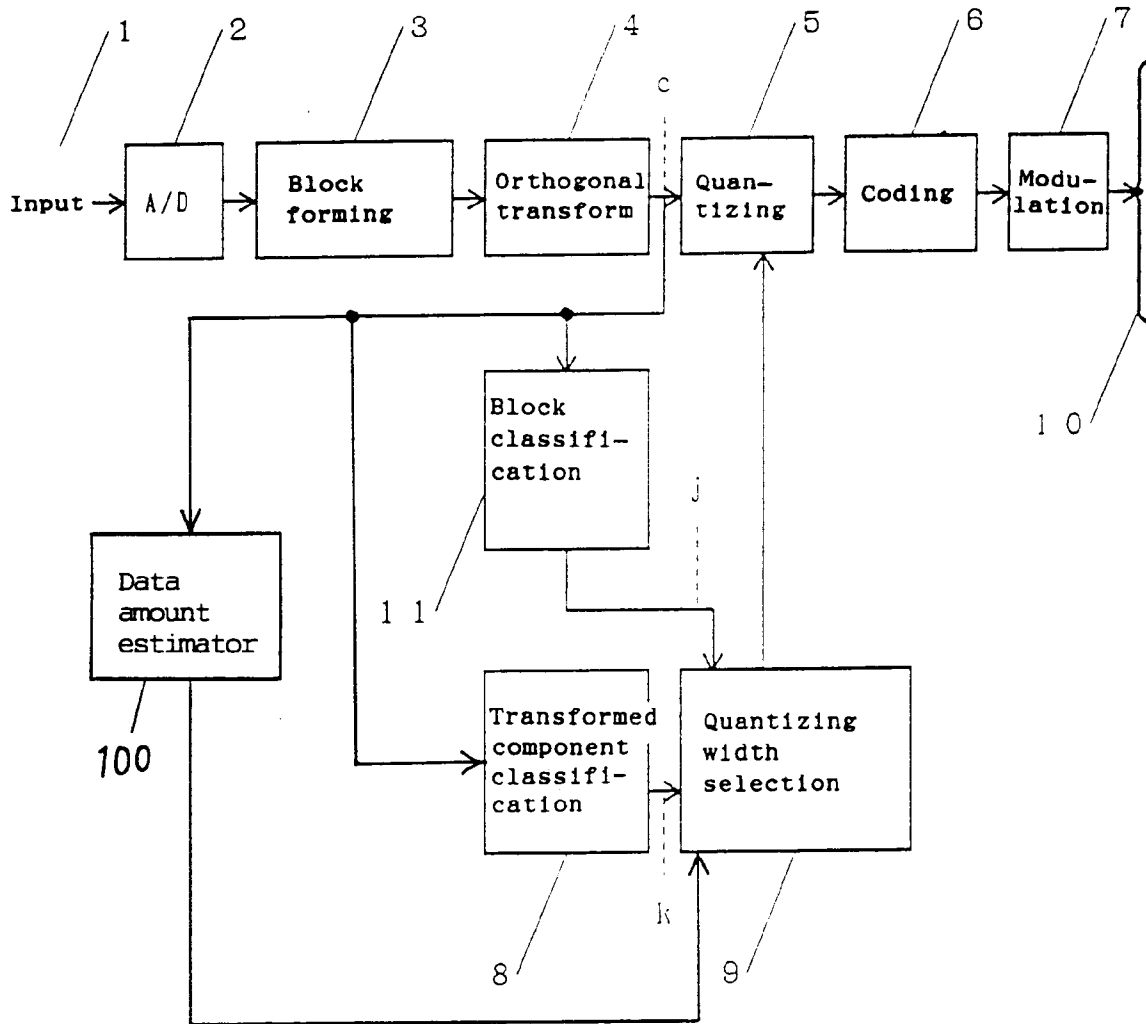 1
2
3
4
5
6
7
c
Input
A/D
Block
forming
Orthogonal
transform
Quan-
tizing
Coding
Modu-
lation
10
Block
classifi-
cation
j
11
Data
amount
estimator
100
Transformed
component
classifi-
cation
Quantizing
width
selection
k
8
9